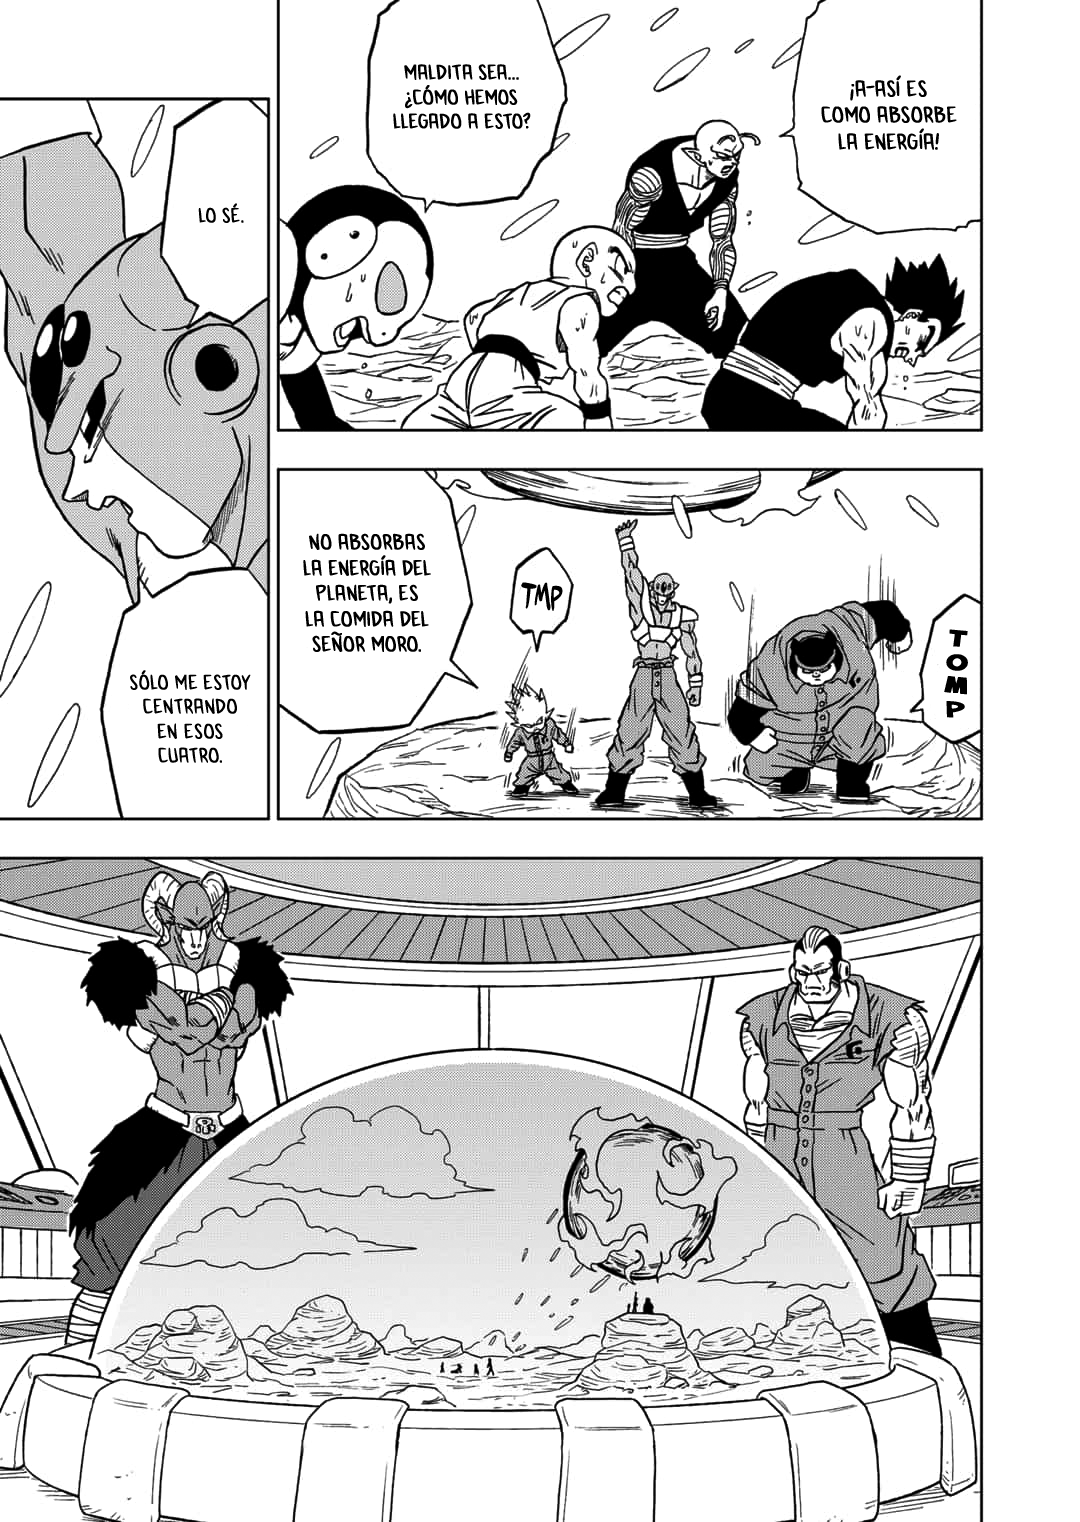 ¡A-ASÍ ES
COMO ABSORBE
LA ENERGÍA!
MALDITA SEA...
¿CÓMO HEMOS
LLEGADO A ESTO?
TOMP
TMP
NO ABSORBAS
LA ENERGÍA DEL
PLANETA, ES
LA COMIDA DEL
SEÑOR MORO.
LO SÉ.
SÓLO ME ESTOY
CENTRANDO
EN ESOS
CUATRO.